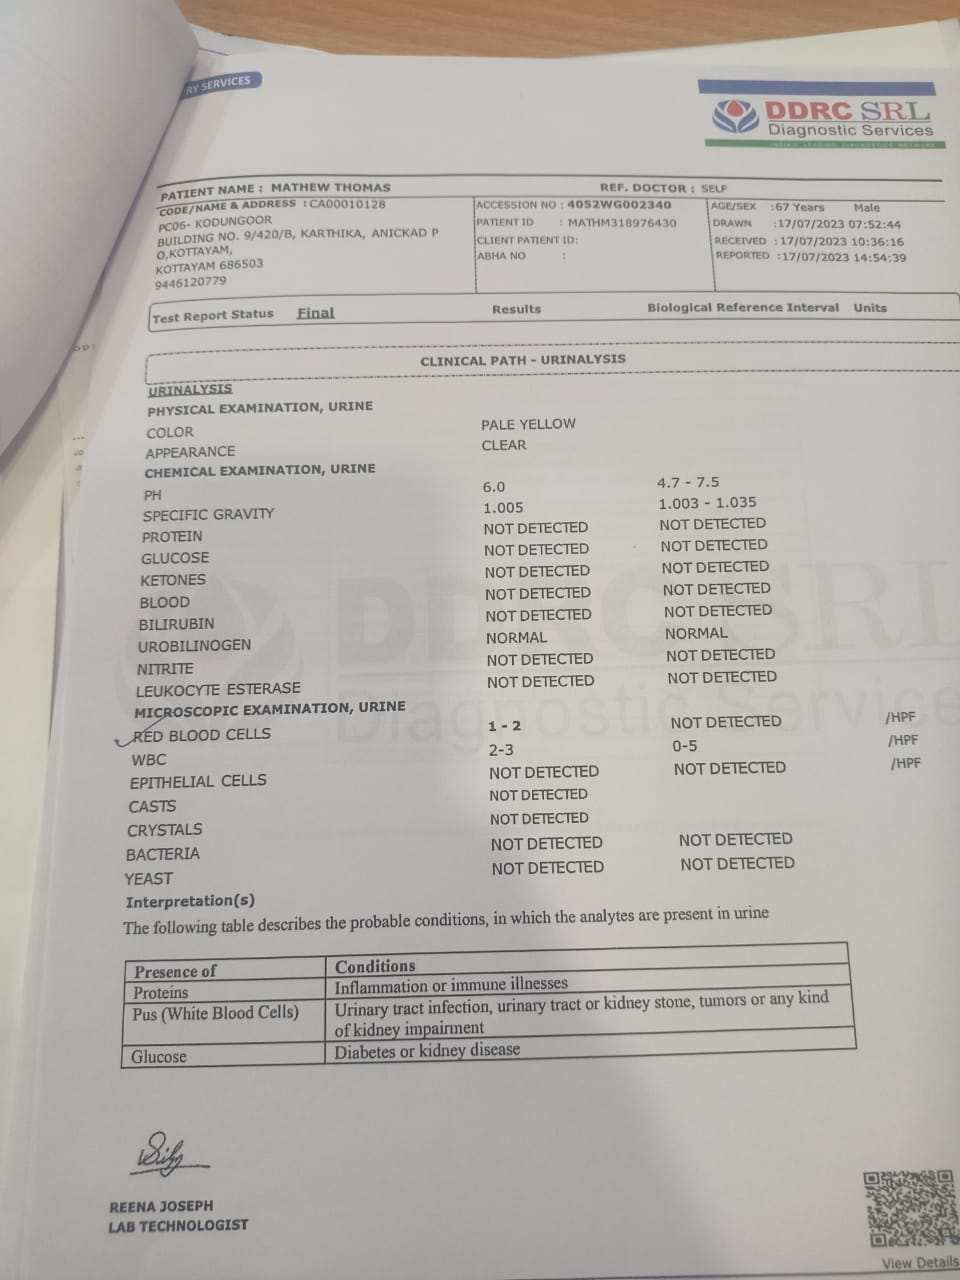 RY SERVICES
DDRC SRL
Diagnostic Services
INDIA'S LEADING DIAGNOSTICS NETWORK
PATIENT NAME : MATHEW THOMAS REF. DOCTOR : SELF
CODE/NAME & ADDRESS : CA00010128
PC06- KODUNGOOR
BUILDING NO. 9/420/B, KARTHIKA, ANICKAD P
O,KOTTAYAM,
KOTTAYAM 686503
9446120779
ACCESSION NO : 4052WG002340
PATIENT ID : MATHM318976430
CLIENT PATIENT ID:
ABHA NO :
AGE/SEX :67 Years Male
DRAWN :17/07/2023 07:52:44
RECEIVED :17/07/2023 10:36:16
REPORTED :17/07/2023 14:54:39
Test Report Status Final Results Biological Reference Interval Units
CLINICAL PATH - URINALYSIS
URINALYSIS
PHYSICAL EXAMINATION, URINE
COLOR PALE YELLOW
APPEARANCE CLEAR
CHEMICAL EXAMINATION, URINE
PH 6.0 4.7 - 7.5
SPECIFIC GRAVITY 1.005 1.003 - 1.035
PROTEIN NOT DETECTED NOT DETECTED
GLUCOSE NOT DETECTED NOT DETECTED
KETONES NOT DETECTED NOT DETECTED
BLOOD NOT DETECTED NOT DETECTED
BILIRUBIN NOT DETECTED NOT DETECTED
UROBILINOGEN NORMAL NORMAL
NITRITE NOT DETECTED NOT DETECTED
LEUKOCYTE ESTERASE NOT DETECTED NOT DETECTED
MICROSCOPIC EXAMINATION, URINE
RED BLOOD CELLS 1 - 2 NOT DETECTED /HPF
WBC 2-3 0-5 /HPF
EPITHELIAL CELLS NOT DETECTED NOT DETECTED /HPF
CASTS NOT DETECTED
CRYSTALS NOT DETECTED
BACTERIA NOT DETECTED NOT DETECTED
YEAST NOT DETECTED NOT DETECTED
Interpretation(s)
The following table describes the probable conditions, in which the analytes are present in urine
Presence of Conditions
Proteins Inflammation or immune illnesses
Pus (White Blood Cells) Urinary tract infection, urinary tract or kidney stone, tumors or any kind
of kidney impairment
Glucose Diabetes or kidney disease
REENA JOSEPH
LAB TECHNOLOGIST
View Details
DDRC SRL
Diagnostic Service